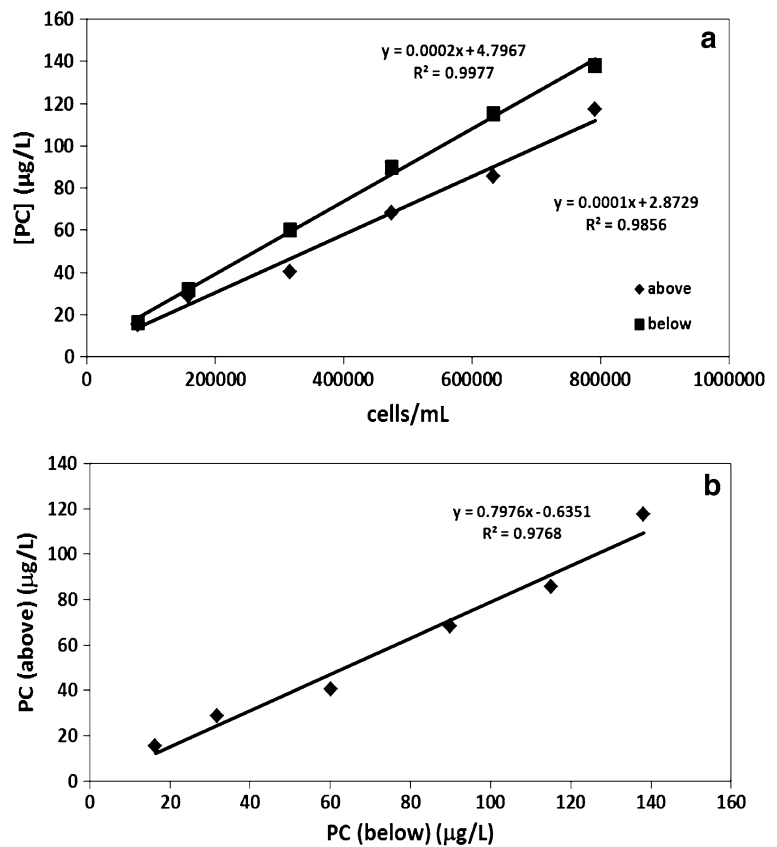 a
160
140
120
100
80
60
40
20
0
[PC] (µg/L)
y = 0.0002x + 4.7967
R² = 0.9977
y = 0.0001x + 2.8729
R² = 0.9856
above
below
0 200000 400000 600000 800000 1000000
cells/mL
b
140
120
100
80
60
40
20
0
PC (above) (µg/L)
y = 0.7976x - 0.6351
R² = 0.9768
0 20 40 60 80 100 120 140 160
PC (below) (µg/L)